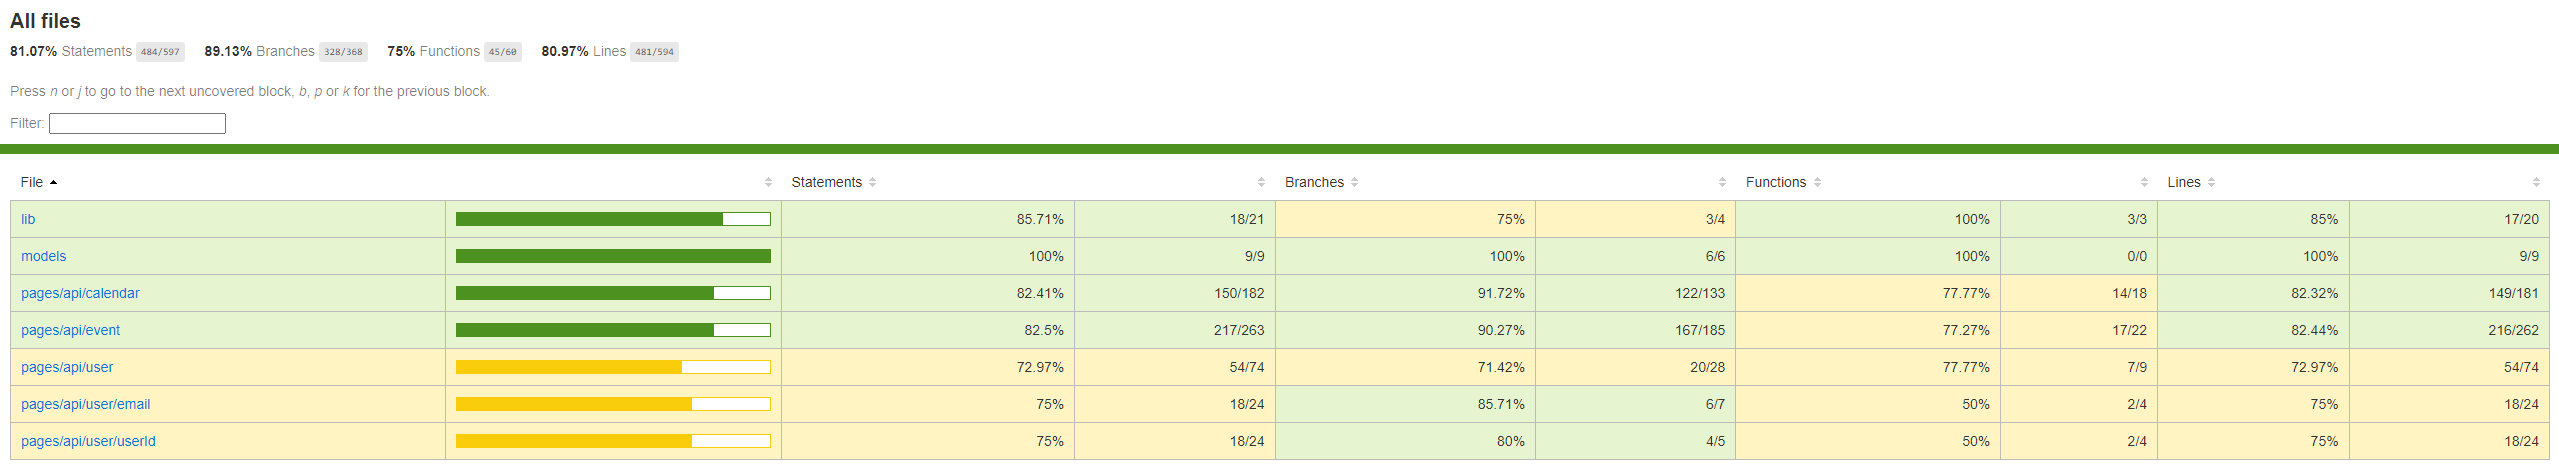 All files
81.07% Statements 484/597 89.13% Branches 328/368 75% Functions 45/60 80.97% Lines 481/594
Press n or j to go to the next uncovered block, b, p or k for the previous block.
Filter:
File Statements Branches Functions Lines
lib 85.71% 18/21 75% 3/4 100% 3/3 85% 17/20
models 100% 9/9 100% 6/6 100% 0/0 100% 9/9
pages/api/calendar 82.41% 150/182 91.72% 122/133 77.77% 14/18 82.32% 149/181
pages/api/event 82.5% 217/263 90.27% 167/185 77.27% 17/22 82.44% 216/262
pages/api/user 72.97% 54/74 71.42% 20/28 77.77% 7/9 72.97% 54/74
pages/api/user/email 75% 18/24 85.71% 6/7 50% 2/4 75% 18/24
pages/api/user/userId 75% 18/24 80% 4/5 50% 2/4 75% 18/24